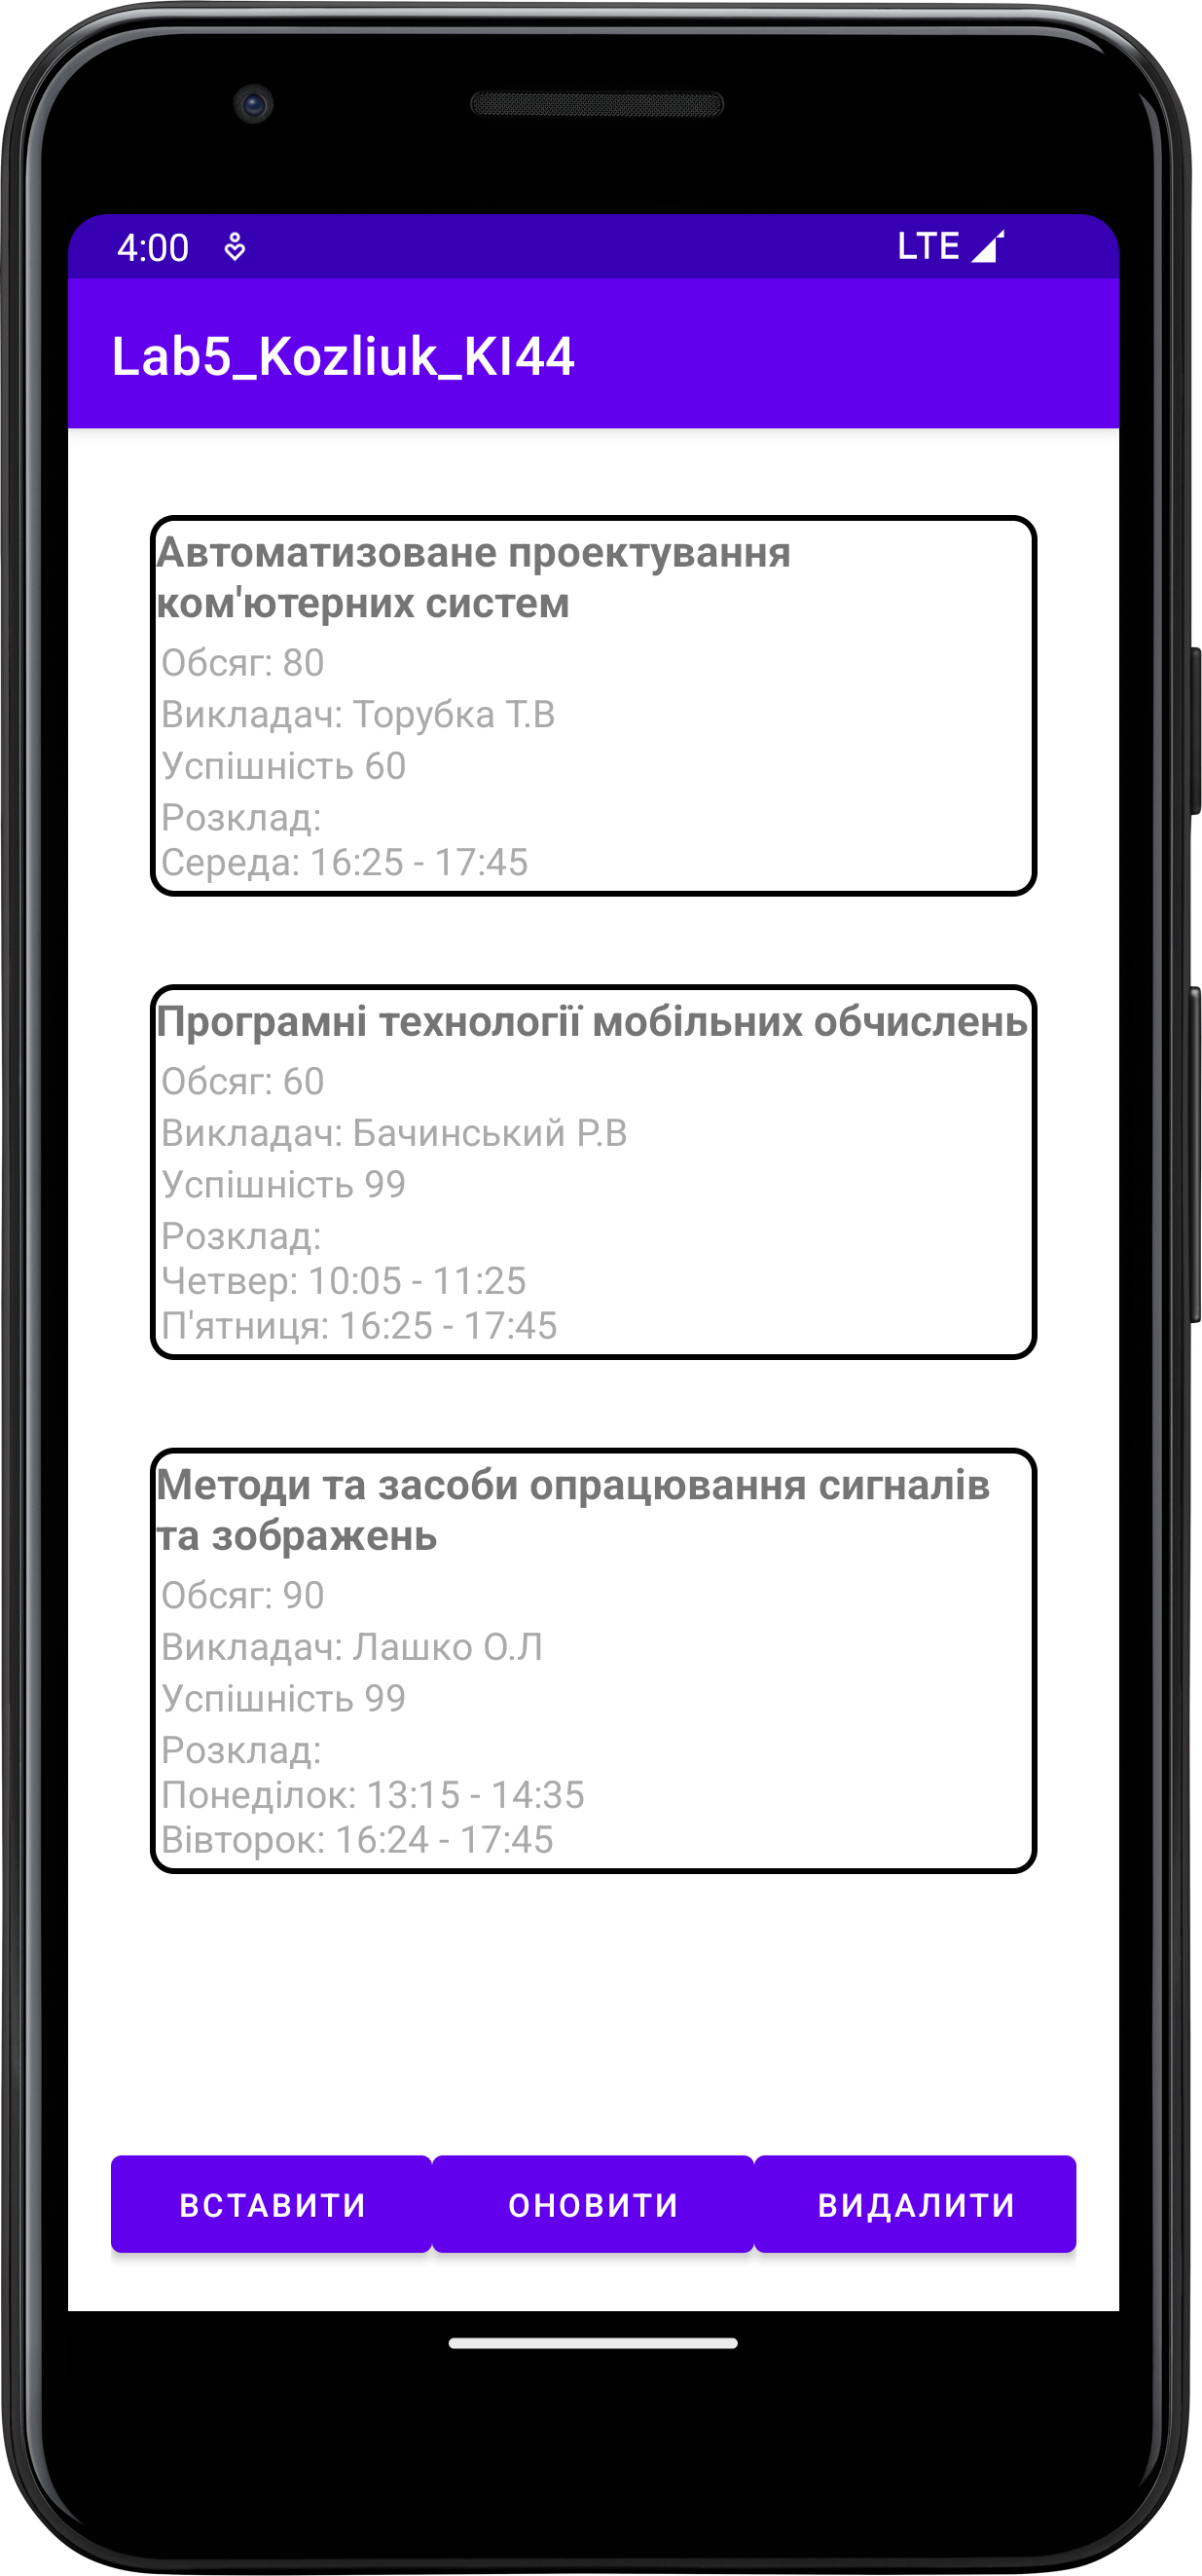 4:00
LTE
Lab5_Kozliuk_KI44
Автоматизоване проектування
ком'ютерних систем
Обсяг: 80
Викладач: Торубка Т.В
Успішність 60
Розклад:
Середа: 16:25 - 17:45
Програмні технології мобільних обчислень
Обсяг: 60
Викладач: Бачинський Р.В
Успішність 99
Розклад:
Четвер: 10:05 - 11:25
П'ятниця: 16:25 - 17:45
Методи та засоби опрацювання сигналів
та зображень
Обсяг: 90
Викладач: Лашко О.Л
Успішність 99
Розклад:
Понеділок: 13:15 - 14:35
Вівторок: 16:24 - 17:45
ВСТАВИТИ
ОНОВИТИ
ВИДАЛИТИ